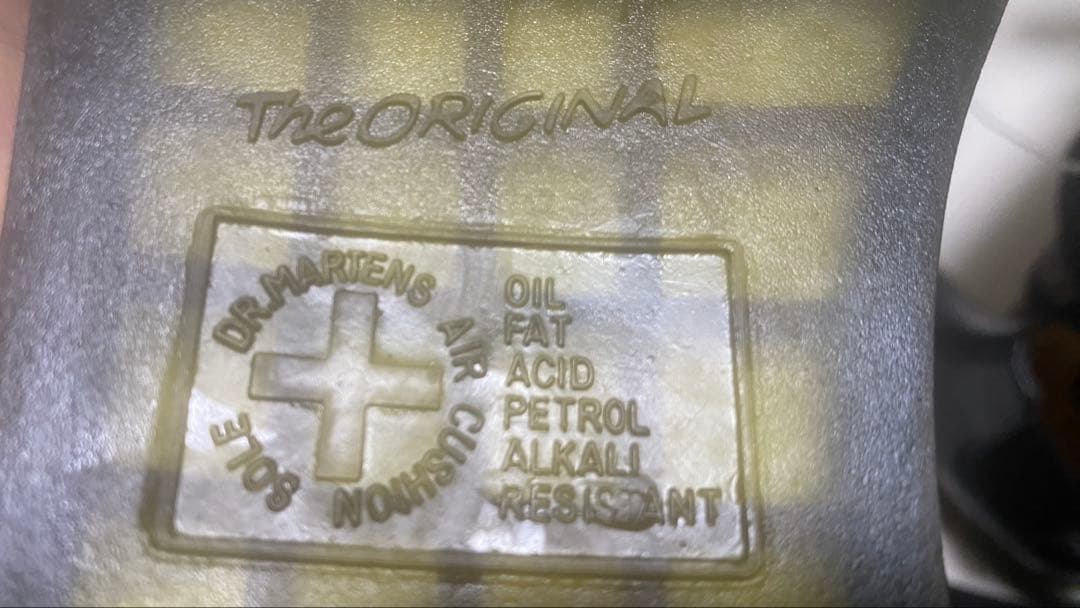 The ORIGINAL
DR. MARTENS AIR CUSHION SOLE
OIL
FAT
ACID
PETROL
ALKALI
RESISTANT